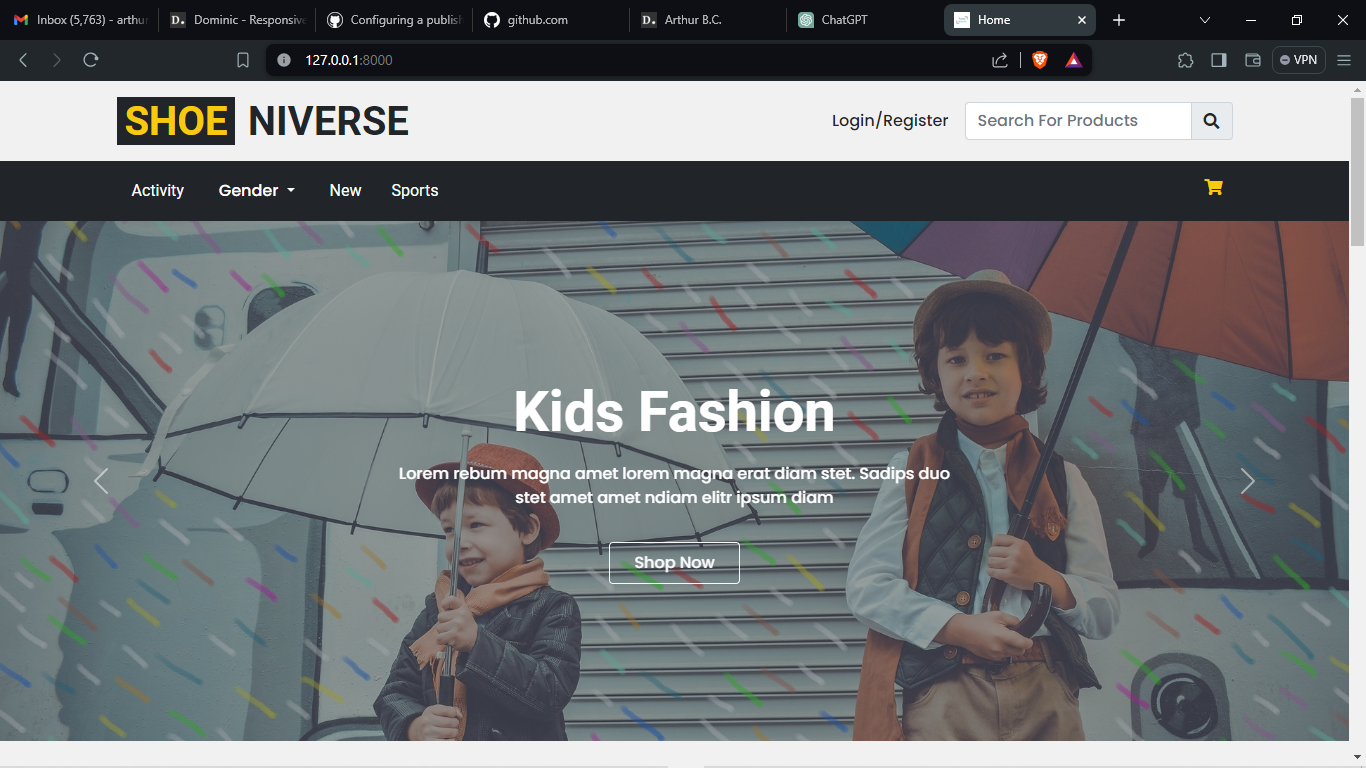 Inbox (5,763) - arthur
Dominic - Responsive
Configuring a publish
github.com
Arthur B.C.
ChatGPT
Home
127.0.0.1:8000
VPN
SHOE NIVERSE
Login/Register
Search For Products
Activity
Gender
New
Sports
Kids Fashion
Lorem rebum magna amet lorem magna erat diam stet. Sadips duo
stet amet amet ndiam elitr ipsum diam
Shop Now